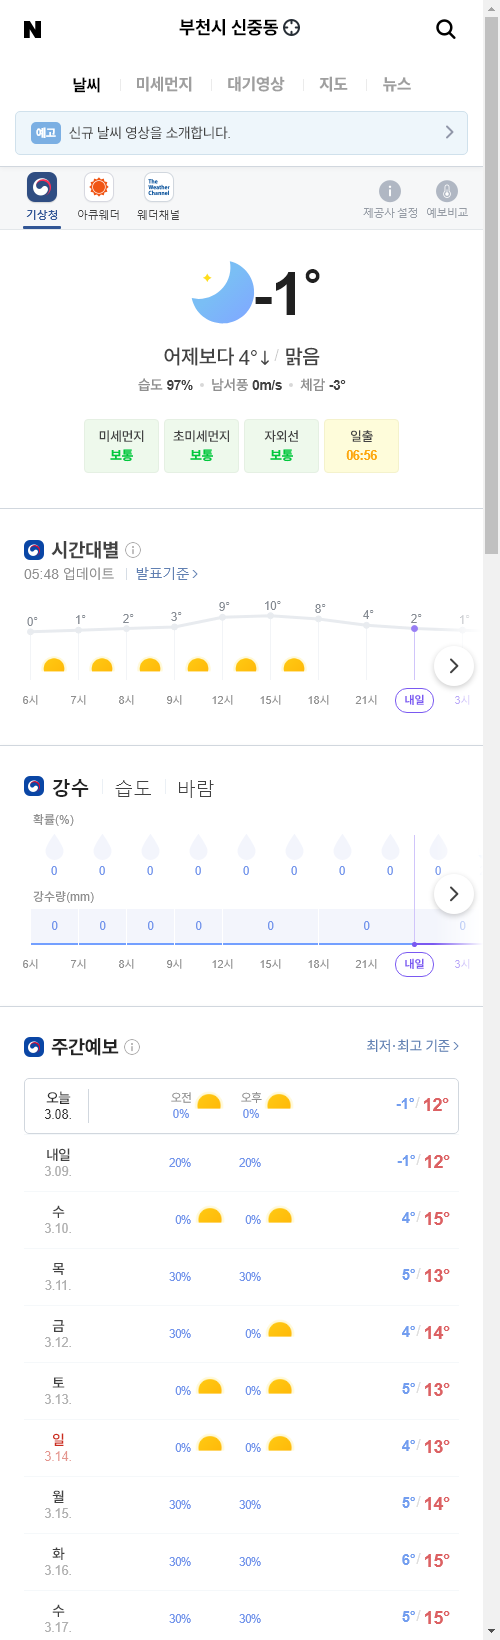 N
부천시 신중동
날씨 미세먼지 대기영상 지도 뉴스
예고 신규 날씨 영상을 소개합니다.
The Weather Channel
기상청 아큐웨더 웨더채널 제공사 설정 예보비교
-1°
어제보다 4°↓ / 맑음
습도 97% • 남서풍 0m/s • 체감 -3°
미세먼지 초미세먼지 자외선 일출
보통 보통 보통 06:56
시간대별
05:48 업데이트 발표기준
0° 1° 2° 3° 9° 10° 8° 4° 2° 1°
6시 7시 8시 9시 12시 15시 18시 21시 내일 3시
강수 습도 바람
확률(%)
0 0 0 0 0 0 0 0 0
강수량(mm)
0 0 0 0 0 0 0
6시 7시 8시 9시 12시 15시 18시 21시 내일 3시
주간예보 최저·최고 기준
오늘 3.08. 오전 0% 오후 0% -1° / 12°
내일 3.09. 20% 20% -1° / 12°
수 3.10. 0% 0% 4° / 15°
목 3.11. 30% 30% 5° / 13°
금 3.12. 30% 0% 4° / 14°
토 3.13. 0% 0% 5° / 13°
일 3.14. 0% 0% 4° / 13°
월 3.15. 30% 30% 5° / 14°
화 3.16. 30% 30% 6° / 15°
수 3.17. 30% 30% 5° / 15°